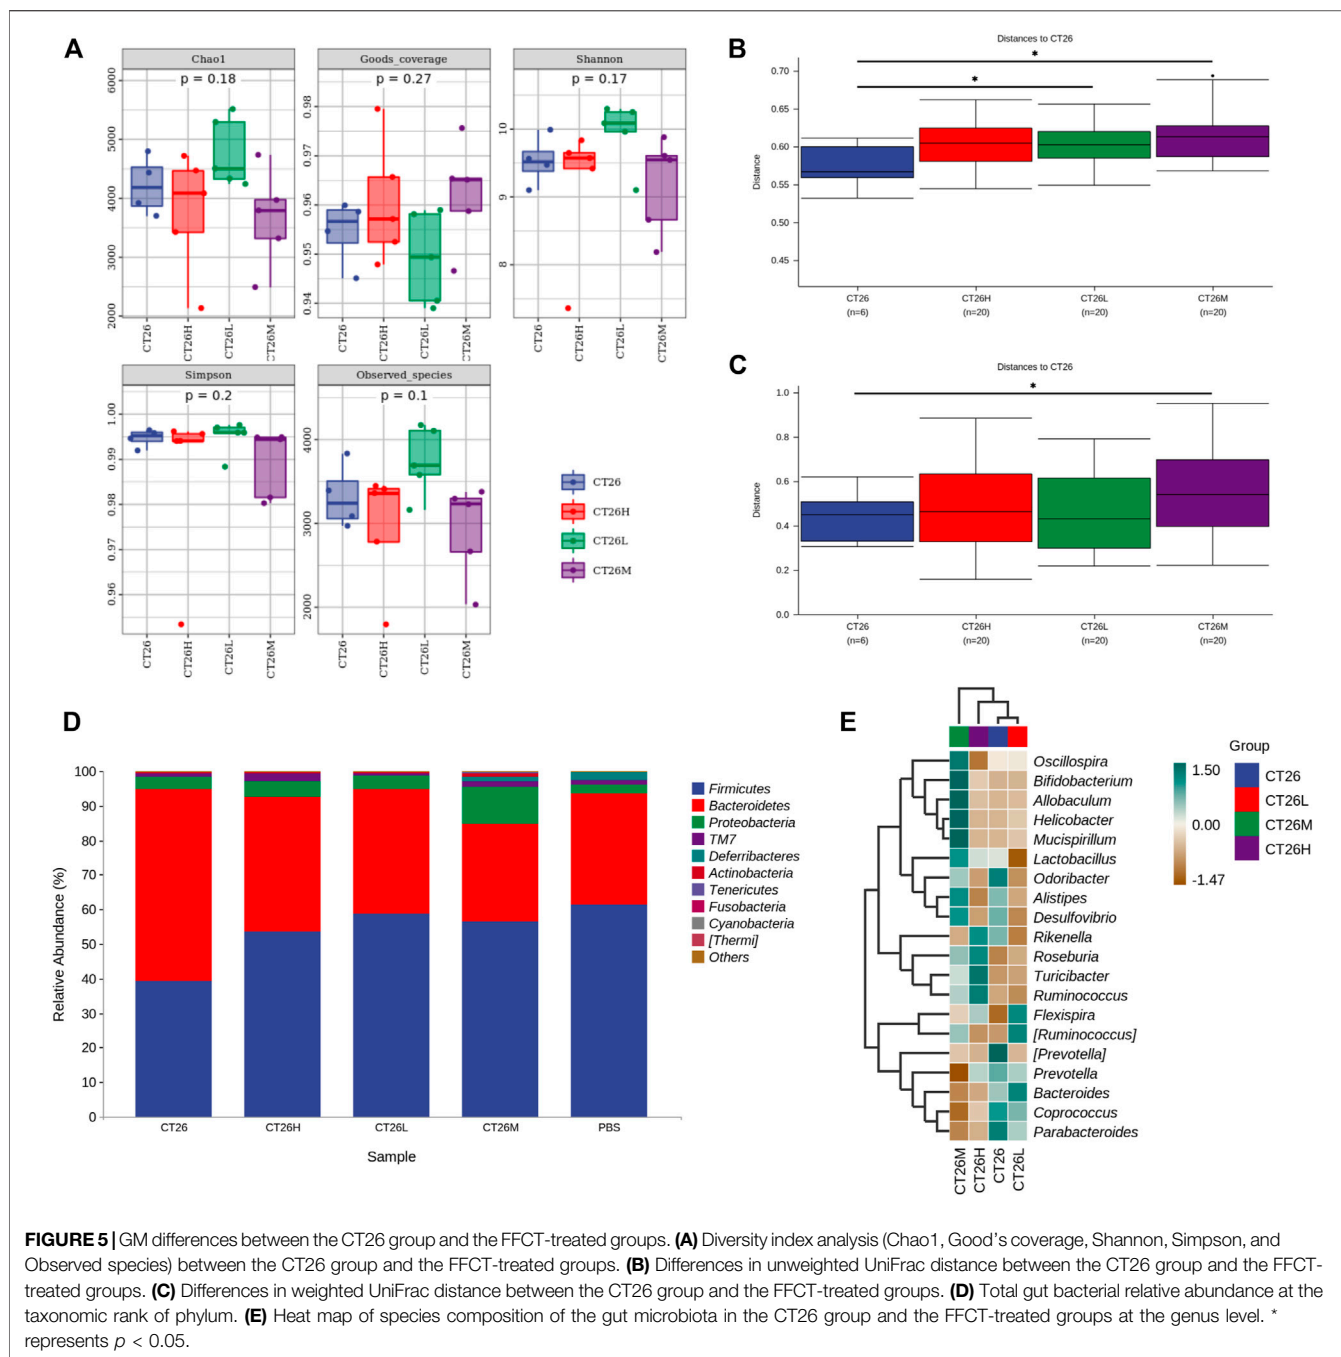 A
Chao1
p = 0.18
6000
5000
4000
3000
2000
CT26
CT26H
CT26L
CT26M
Goods_coverage
p = 0.27
0.98
0.97
0.96
0.95
0.94
CT26
CT26H
CT26L
CT26M
Shannon
p = 0.17
10
9
8
CT26
CT26H
CT26L
CT26M
Simpson
p = 0.2
1.00
0.99
0.98
0.97
0.96
CT26
CT26H
CT26L
CT26M
Observed_species
p = 0.1
4000
3000
2000
CT26
CT26H
CT26L
CT26M
CT26
CT26H
CT26L
CT26M
B
Distances to CT26
*
*
Distance
0.70
0.65
0.60
0.55
0.50
0.45
CT26 CT26H CT26L CT26M
(n=6) (n=20) (n=20) (n=20)
C
Distances to CT26
*
Distance
1.0
0.8
0.6
0.4
0.2
0.0
CT26 CT26H CT26L CT26M
(n=6) (n=20) (n=20) (n=20)
D
Relative Abundance (%)
100
90
80
70
60
50
40
30
20
10
0
CT26 CT26H CT26L CT26M PBS
Sample
Firmicutes
Bacteroidetes
Proteobacteria
TM7
Deferribacteres
Actinobacteria
Tenericutes
Fusobacteria
Cyanobacteria
[Thermi]
Others
E
Oscillospira
Bifidobacterium
Allobaculum
Helicobacter
Mucispirillum
Lactobacillus
Odoribacter
Alistipes
Desulfovibrio
Rikenella
Roseburia
Turicibacter
Ruminococcus
Flexispira
[Ruminococcus]
[Prevotella]
Prevotella
Bacteroides
Coprococcus
Parabacteroides
CT26M
CT26H
CT26
CT26L
1.50
0.00
-1.47
Group
CT26
CT26L
CT26M
CT26H
FIGURE 5 | GM differences between the CT26 group and the FFCT-treated groups. (A) Diversity index analysis (Chao1, Good's coverage, Shannon, Simpson, and
Observed species) between the CT26 group and the FFCT-treated groups. (B) Differences in unweighted UniFrac distance between the CT26 group and the FFCT-
treated groups. (C) Differences in weighted UniFrac distance between the CT26 group and the FFCT-treated groups. (D) Total gut bacterial relative abundance at the
taxonomic rank of phylum. (E) Heat map of species composition of the gut microbiota in the CT26 group and the FFCT-treated groups at the genus level. *
represents p < 0.05.